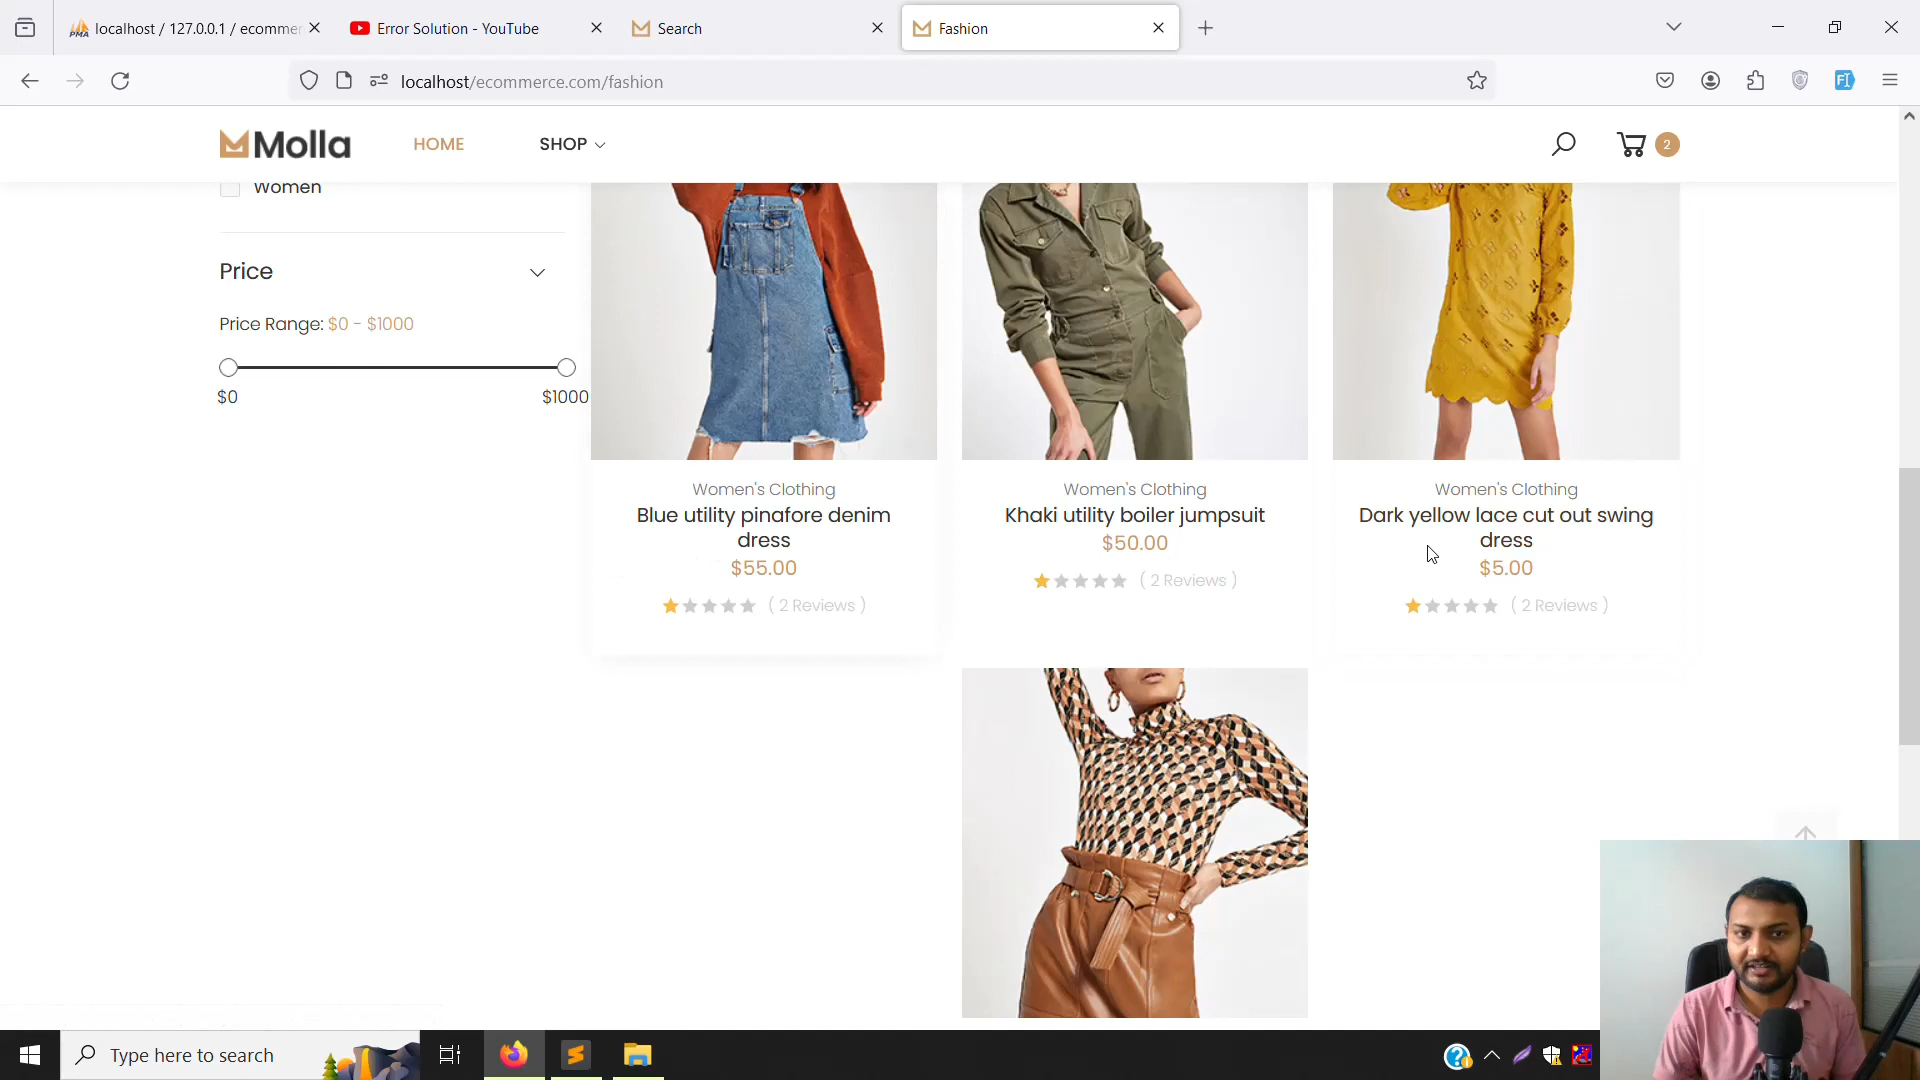 localhost / 127.0.0.1 / ecommer
Error Solution - YouTube
Search
Fashion
localhost/ecommerce.com/fashion
Molla
HOME
SHOP
2
Women
Price
Price Range: $0 - $1000
$0
$1000
Women's Clothing
Blue utility pinafore denim
dress
$55.00
( 2 Reviews )
Women's Clothing
Khaki utility boiler jumpsuit
$50.00
( 2 Reviews )
Women's Clothing
Dark yellow lace cut out swing
dress
$5.00
( 2 Reviews )
Type here to search